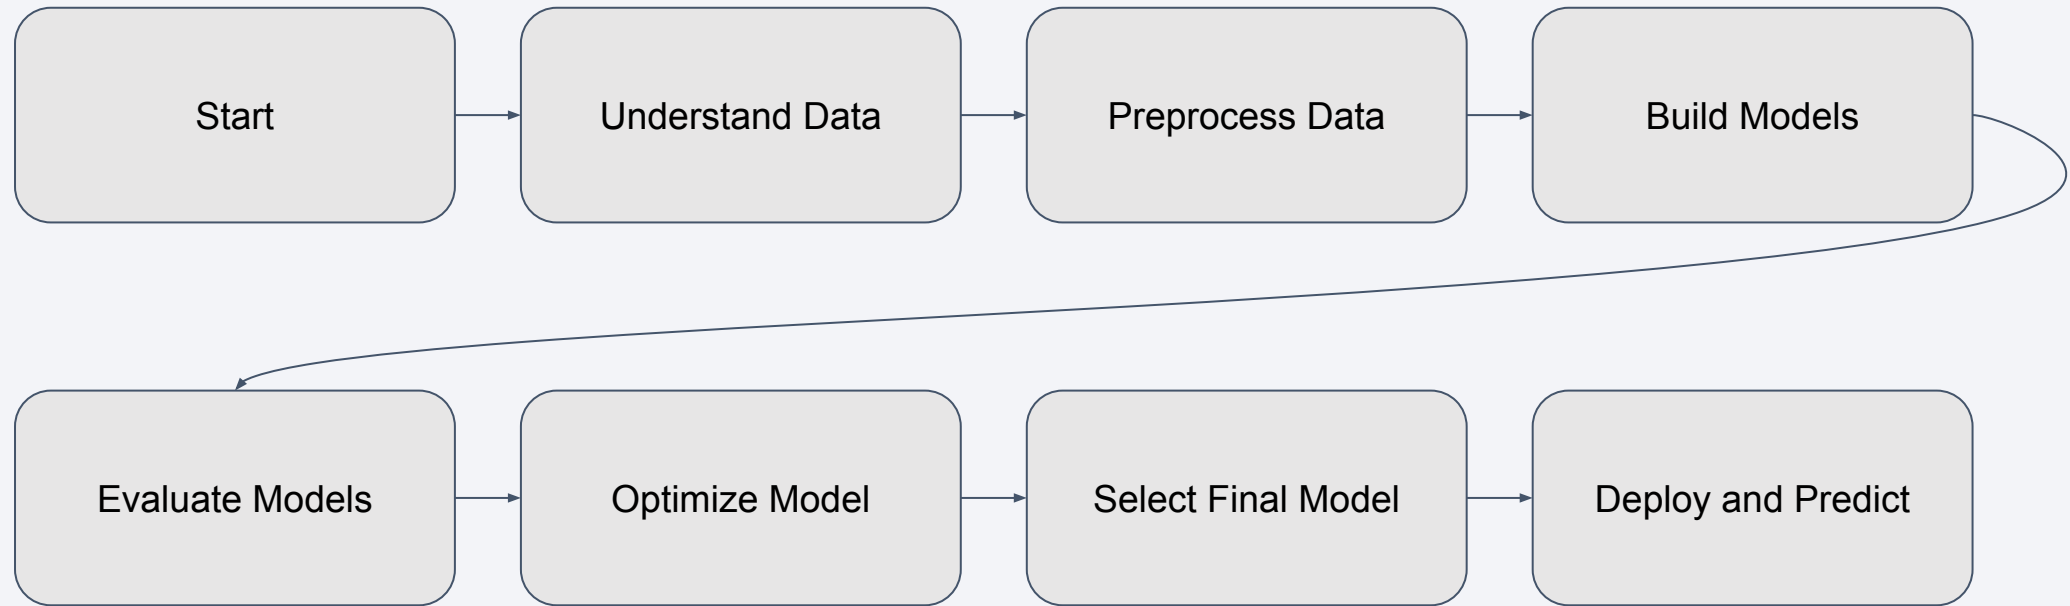 Start
Understand Data
Preprocess Data
Build Models
Evaluate Models
Optimize Model
Select Final Model
Deploy and Predict